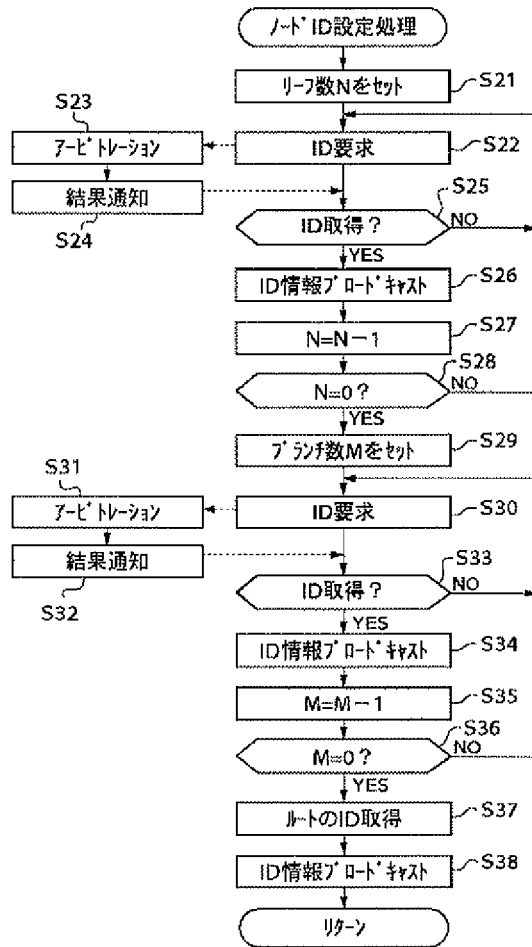 ﾉｰﾄﾞID設定処理
ﾘｰﾌ数Nをセット
S21
S23
ｱｰﾋﾞﾄﾚｰｼｮﾝ
ID要求
S22
結果通知
S24
S25
ID取得？
NO
YES
ID情報ﾌﾞﾛｰﾄﾞｷｬｽﾄ
S26
N=N－1
S27
S28
N=0？
NO
YES
ﾌﾞﾗﾝﾁ数Mをセット
S29
S31
ｱｰﾋﾞﾄﾚｰｼｮﾝ
ID要求
S30
結果通知
S32
S33
ID取得？
NO
YES
ID情報ﾌﾞﾛｰﾄﾞｷｬｽﾄ
S34
M=M－1
S35
S36
M=0？
NO
YES
ﾙｰﾄのID取得
S37
ID情報ﾌﾞﾛｰﾄﾞｷｬｽﾄ
S38
ﾘﾀｰﾝ